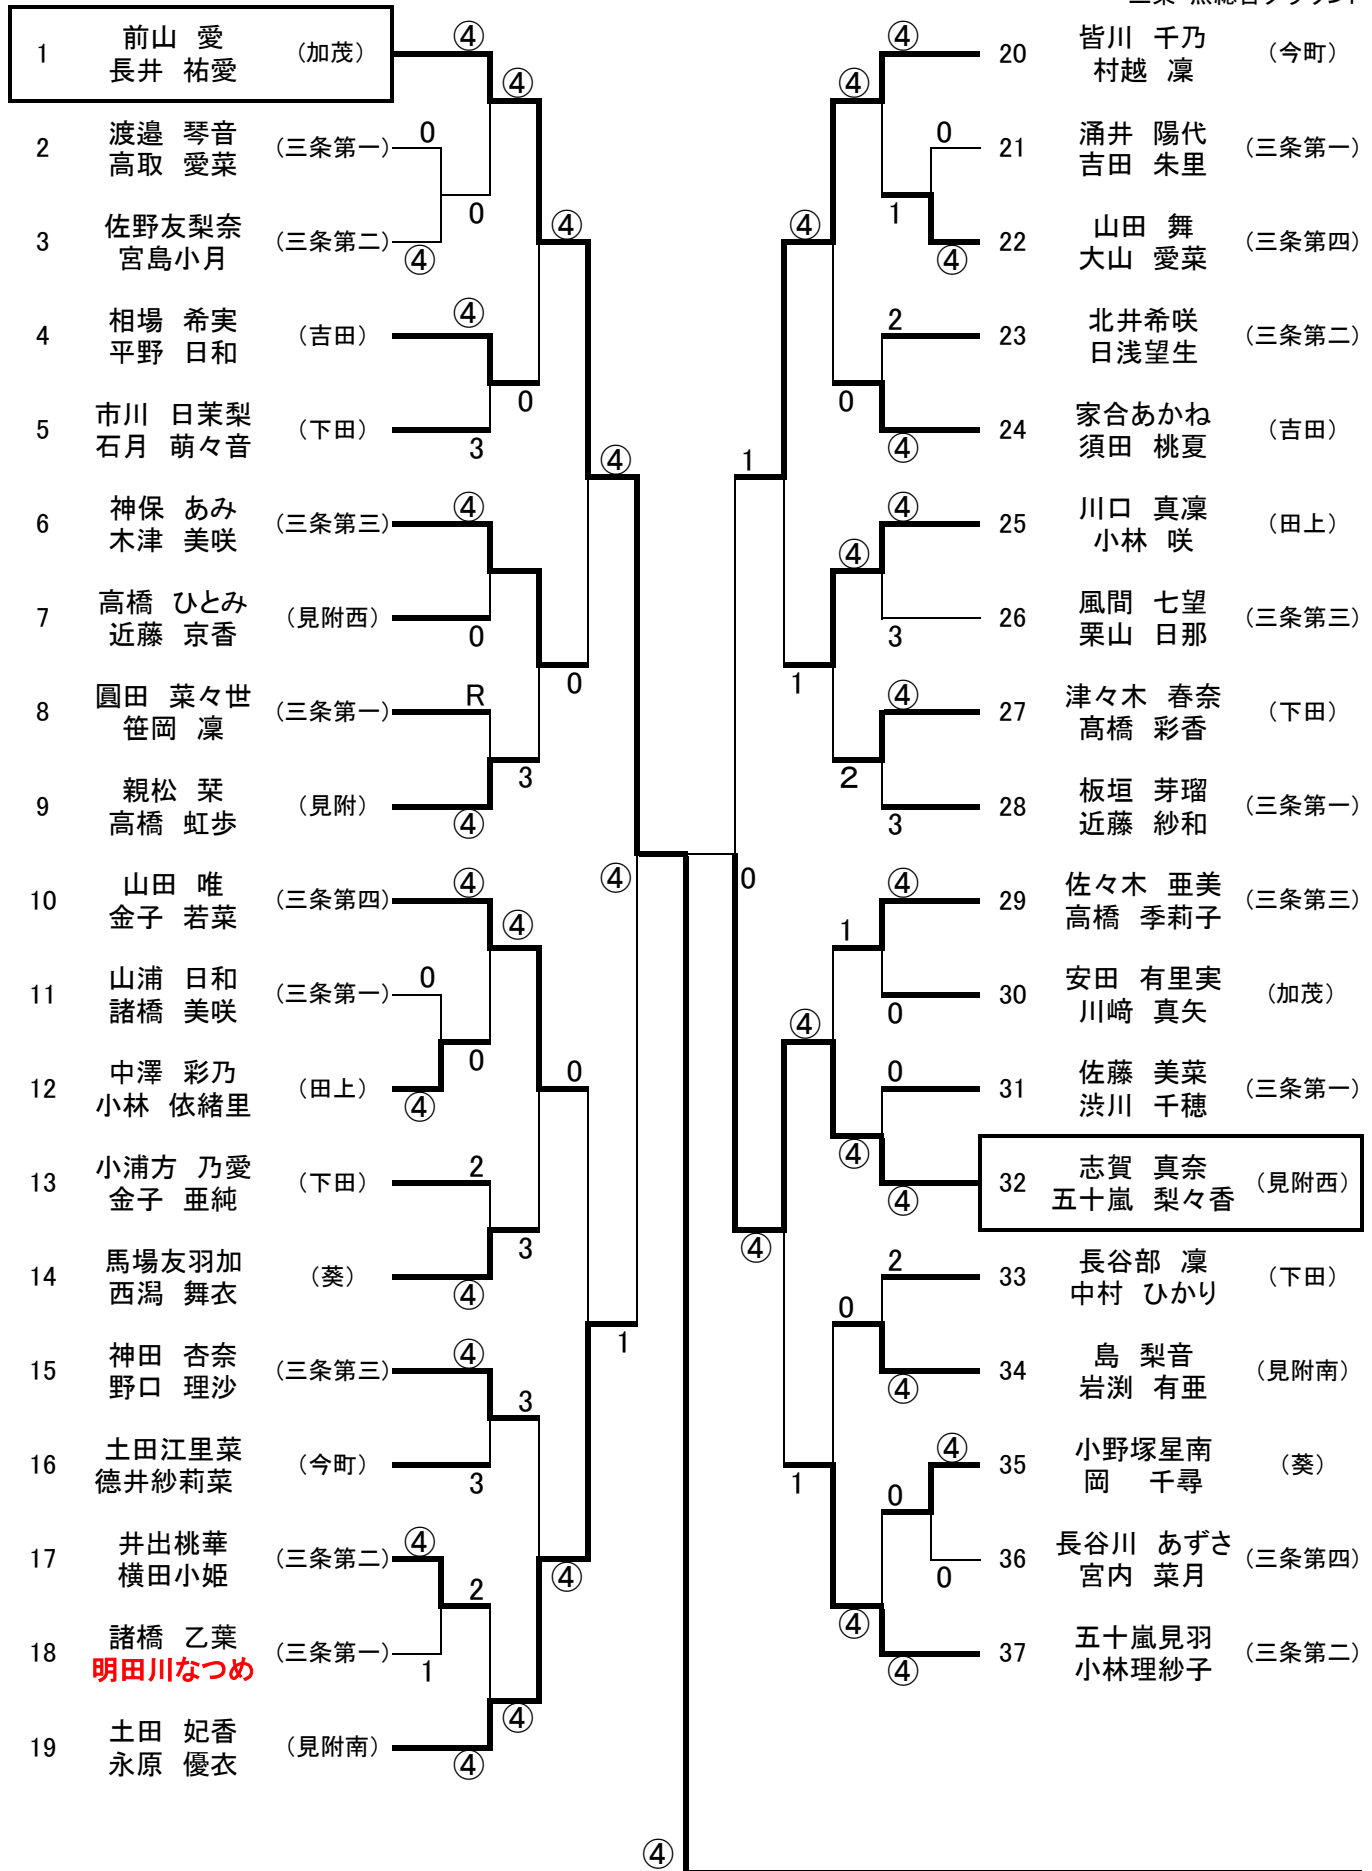 1 前山 愛 (加茂) ④
長井 祐愛
④
2 渡邉 琴音 (三条第一) 0
高取 愛菜
0
3 佐野友梨奈 (三条第二) ④
宮島小月
④
4 相場 希実 (吉田) ④
平野 日和
0
5 市川 日茉梨 (下田) 3
石月 萌々音
④
6 神保 あみ (三条第三) ④
木津 美咲
7 高橋 ひとみ (見附西) 0
近藤 京香
0
8 圓田 菜々世 (三条第一) R
笹岡 凜
3
9 親松 栞 (見附) ④
高橋 虹歩
④
10 山田 唯 (三条第四) ④
金子 若菜
④
11 山浦 日和 (三条第一) 0
諸橋 美咲
0
12 中澤 彩乃 (田上) ④
小林 依緒里
0
13 小浦方 乃愛 (下田) 2
金子 亜純
3
14 馬場友羽加 (葵) ④
西潟 舞衣
1
15 神田 杏奈 (三条第三) ④
野口 理沙
3
16 土田江里菜 (今町) 3
德井紗莉菜
17 井出桃華 (三条第二) ④
横田小姫
④
2
18 諸橋 乙葉 (三条第一) 1
明田川なつめ
④
19 土田 妃香 (見附南) ④
永原 優衣
④
④ 20 皆川 千乃 (今町)
村越 凜
④
0 21 涌井 陽代 (三条第一)
吉田 朱里
1
④ 22 山田 舞 (三条第四)
大山 愛菜
④
2 23 北井希咲 (三条第二)
日浅望生
0
④ 24 家合あかね (吉田)
須田 桃夏
1
④ 25 川口 真凜 (田上)
小林 咲
④
3 26 風間 七望 (三条第三)
栗山 日那
1
④ 27 津々木 春奈 (下田)
髙橋 彩香
2
3 28 板垣 芽瑠 (三条第一)
近藤 紗和
0
④ 29 佐々木 亜美 (三条第三)
高橋 季莉子
1
0 30 安田 有里実 (加茂)
川﨑 真矢
④
0 31 佐藤 美菜 (三条第一)
渋川 千穂
④
④ 32 志賀 真奈 (見附西)
五十嵐 梨々香
④
2 33 長谷部 凜 (下田)
中村 ひかり
0
④ 34 島 梨音 (見附南)
岩渕 有亜
1
④ 35 小野塚星南 (葵)
岡 千尋
0
0 36 長谷川 あずさ (三条第四)
宮内 菜月
④
④ 37 五十嵐見羽 (三条第二)
小林理紗子